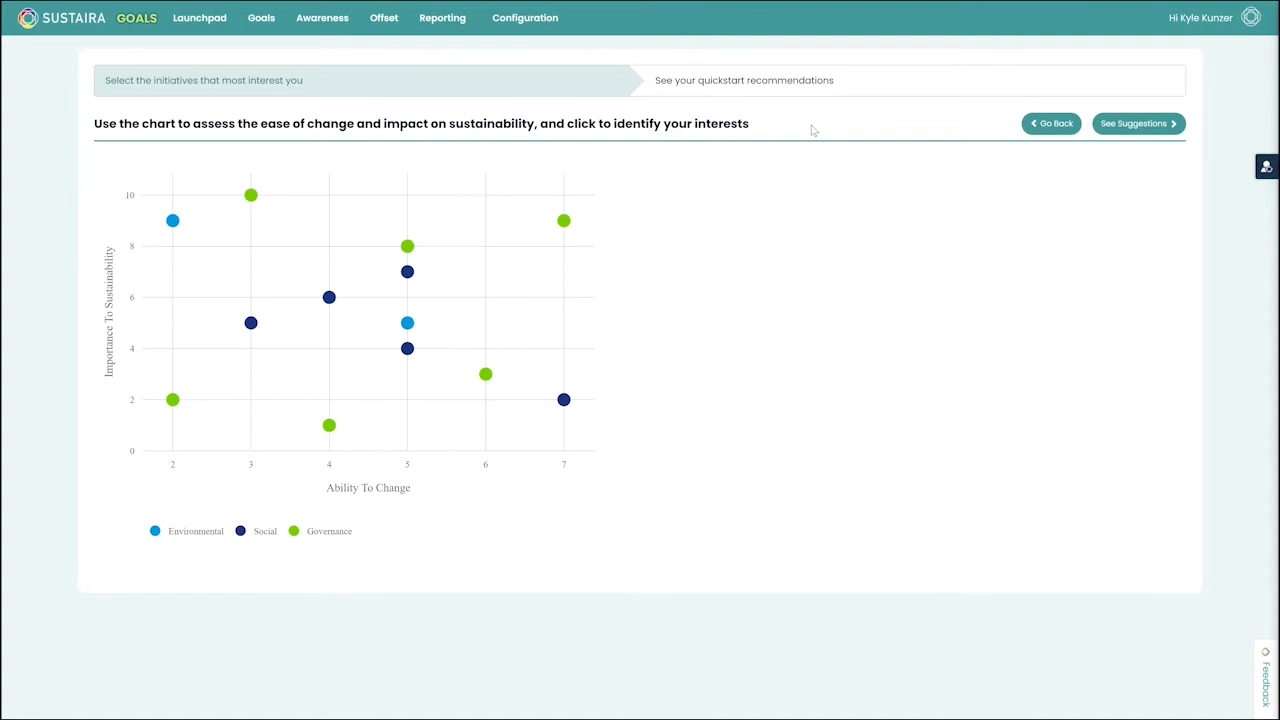 SUSTAIRA GOALS Launchpad Goals Awareness Offset Reporting Configuration Hi Kyle Kunzer
Select the initiatives that most interest you See your quickstart recommendations
Use the chart to assess the ease of change and impact on sustainability, and click to identify your interests Go Back See Suggestions
Importance To Sustainability
10
8
6
4
2
0
2 3 4 5 6 7
Ability To Change
Environmental Social Governance
Feedback